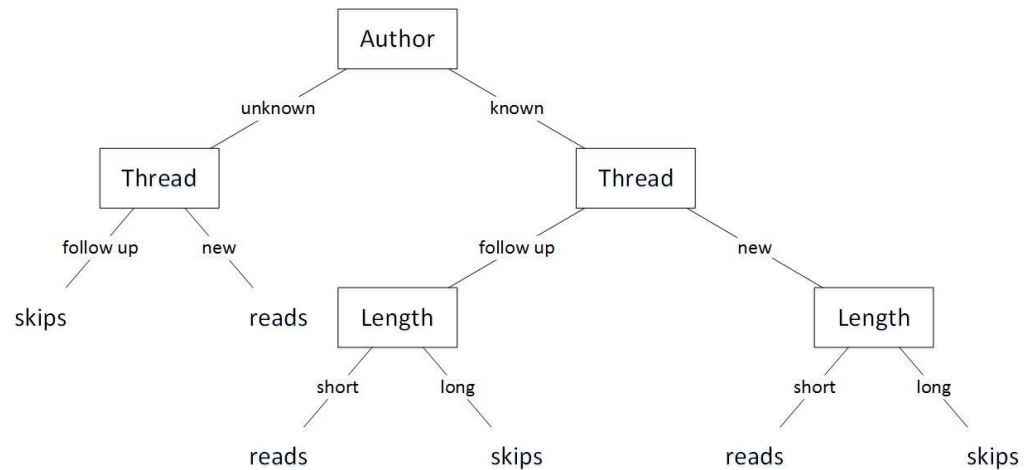 Author
unknown known
Thread Thread
follow up new follow up new
skips reads Length Length
short long short long
reads skips reads skips